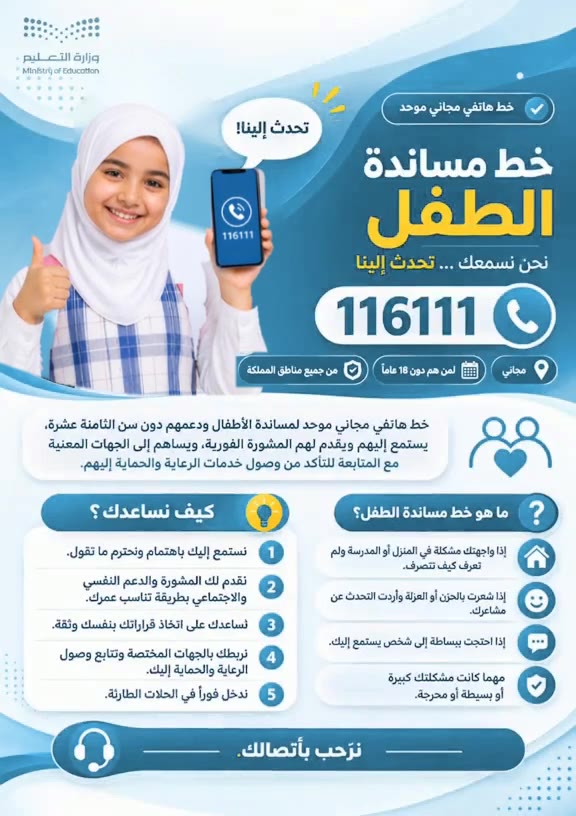 وزارة التعليم
Ministry of Education
خط هاتفي مجاني موحد
تحدث إلينا!
116111
خط مساندة
الطفل
نحن نسمعك ... تحدث إلينا
116111
مجاني
لمن هم دون 18 عاماً
من جميع مناطق المملكة
خط هاتفي مجاني موحد لمساندة الأطفال ودعمهم دون سن الثامنة عشرة،
يستمع إليهم ويقدم لهم المشورة الفورية، ويساهم إلى الجهات المعنية
مع المتابعة للتأكد من وصول خدمات الرعاية والحماية إليهم.
ما هو خط مساندة الطفل؟
إذا واجهتك مشكلة في المنزل أو المدرسة ولم
تعرف كيف تتصرف.
إذا شعرت بالحزن أو العزلة وأردت التحدث عن
مشاعرك.
إذا احتجت ببساطة إلى شخص يستمع إليك.
مهما كانت مشكلتك كبيرة
أو بسيطة أو محرجة.
كيف نساعدك؟
1 نستمع إليك باهتمام ونحترم ما تقول.
2 نقدم لك المشورة والدعم النفسي
والاجتماعي بطريقة تناسب عمرك.
3 نساعدك على اتخاذ قراراتك بنفسك وثقة.
4 نربطك بالجهات المختصة ونتابع وصول
الرعاية والحماية إليك.
5 ندخل فوراً في الحلات الطارئة.
نرَحب بأتصالك.